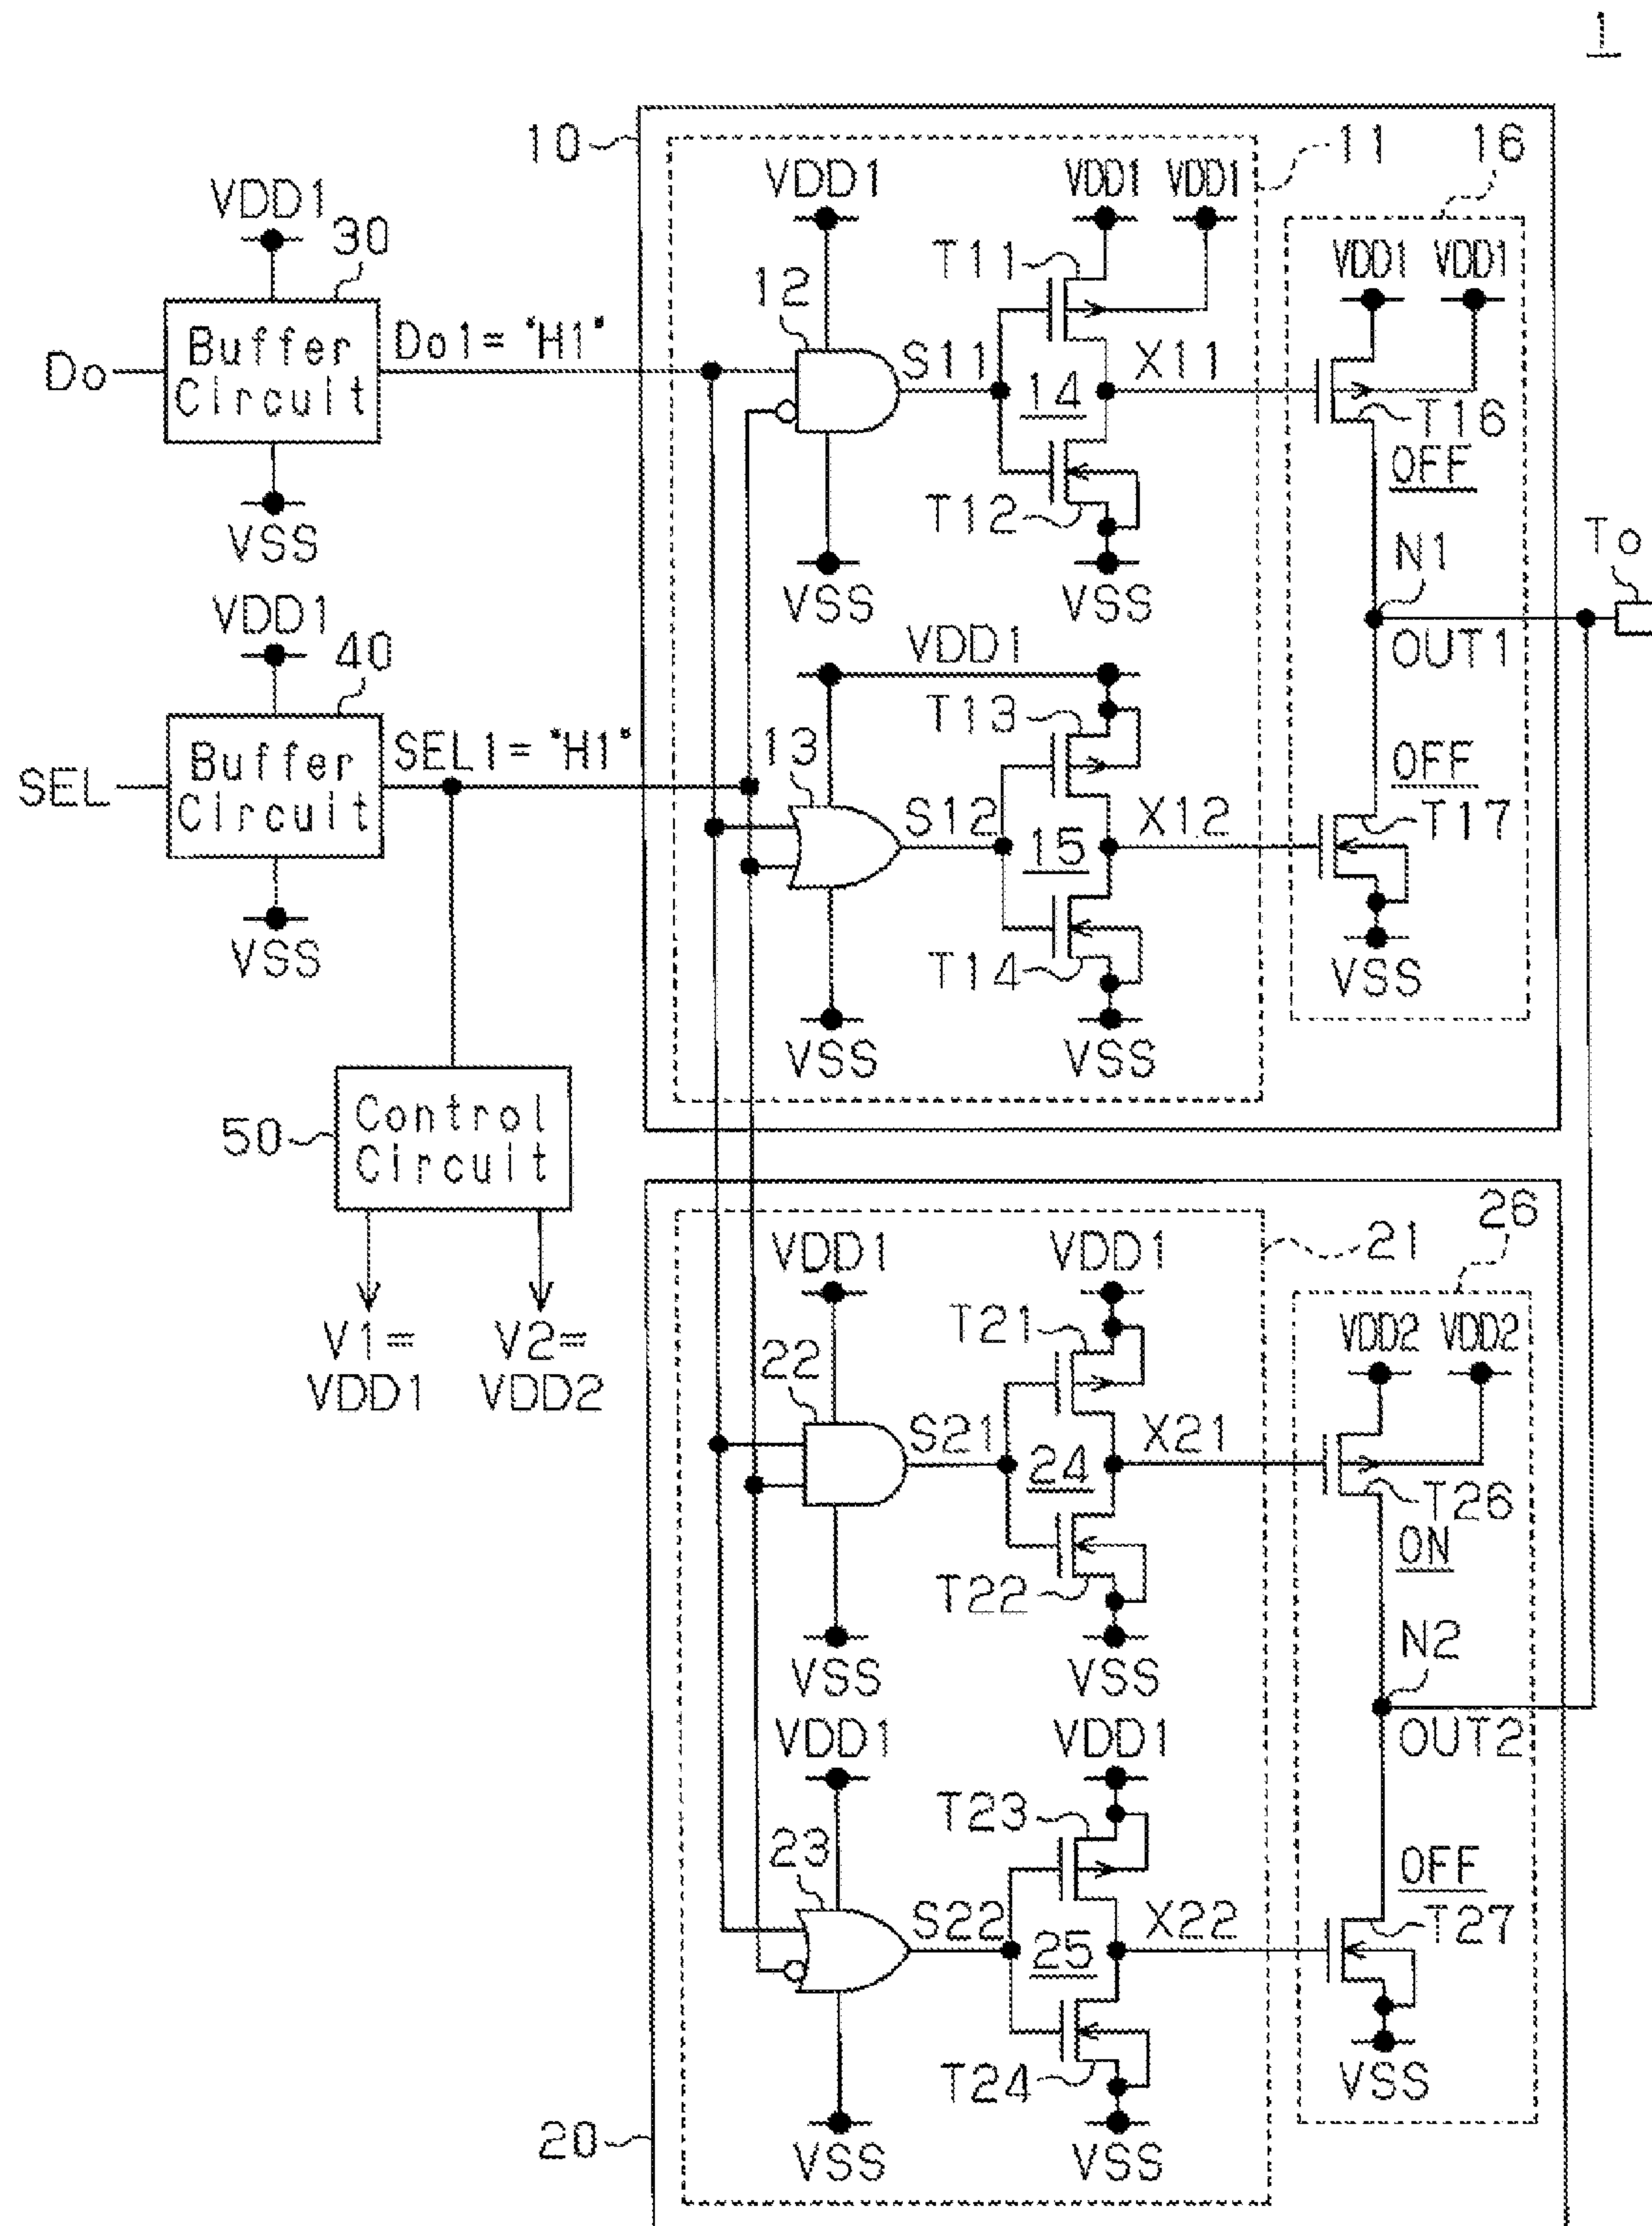 1
10
11
16
VDD1
VDD1
VDD1
VDD1
30
T11
VDD1 VDD1
12
Do
Buffer
Circuit
Do1="H1"
S11
14
X11
T16
OFF
VSS
T12
To
N1
VDD1
VSS
VSS
OUT1
40
VDD1
T13
SEL
Buffer
Circuit
SEL1="H1"
13
OFF
S12
15
X12
T17
VSS
T14
VSS
VSS
VSS
50
Control
Circuit
26
21
VDD1
VDD1
V1=
VDD1
V2=
VDD2
T21
VDD2 VDD2
22
S21
24
X21
T26
ON
T22
N2
VSS
VSS
VDD1
VDD1
OUT2
T23
23
OFF
S22
25
X22
T27
T24
VSS
20
VSS
VSS